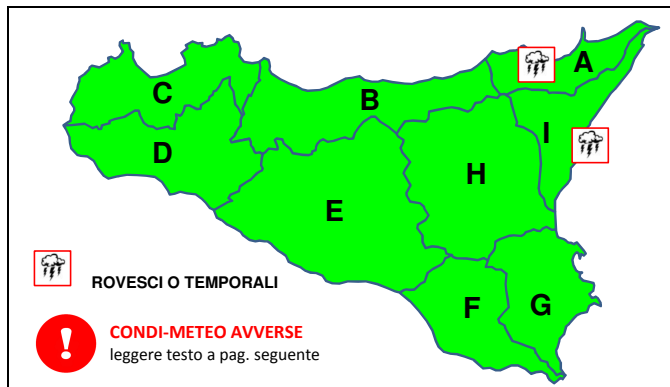 A
C
B
I
D
H
E
ROVESCI O TEMPORALI
F
G
! CONDI-METEO AVVERSE
leggere testo a pag. seguente